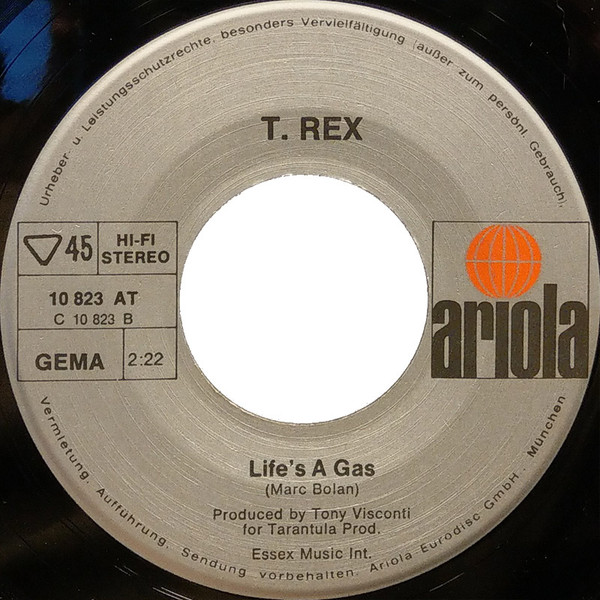 Urheber- u. Leistungsschutzrechte, besonders Vervielfältigung (außer zum persönl. Gebrauch),
T. REX
45
HI-FI
STEREO
10 823 AT
C 10 823 B
GEMA
2:22
ariola
Life's A Gas
(Marc Bolan)
Produced by Tony Visconti
for Tarantula Prod.
Essex Music Int.
Vermietung, Aufführung, Sendung vorbehalten. Ariola Eurodisc GmbH. München